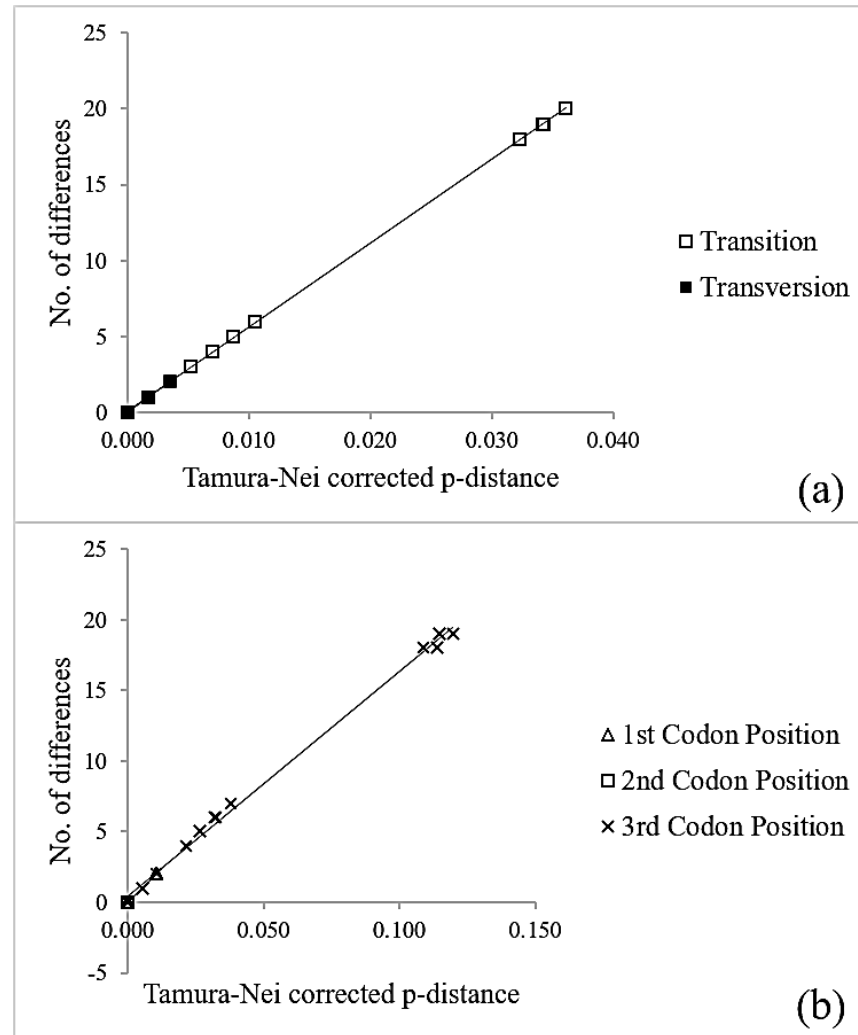 25
20
15
10
5
0
No. of differences
0.000 0.010 0.020 0.030 0.040
Tamura-Nei corrected p-distance
Transition
Transversion
(a)
25
20
15
10
5
0
-5
No. of differences
0.000 0.050 0.100 0.150
Tamura-Nei corrected p-distance
1st Codon Position
2nd Codon Position
3rd Codon Position
(b)